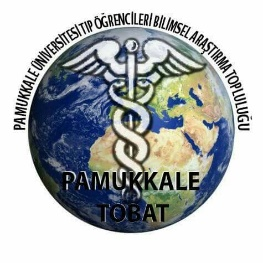 PAMUKKALE ÜNİVERSİTESİ TIP ÖĞRENCİLERİ BİLİMSEL ARAŞTIRMA TOPLULUĞU
PAMUKKALE
TOBAT